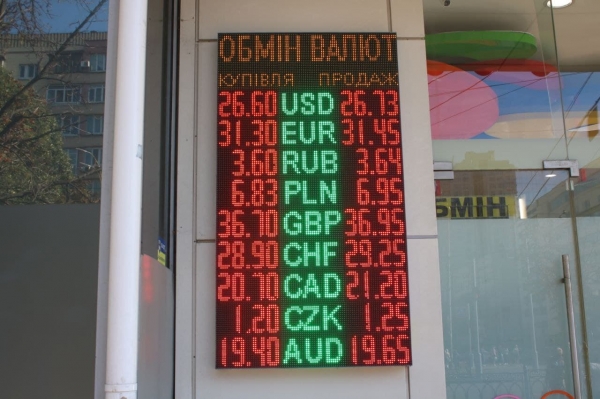 ОБМІН ВАЛЮТ
КУПІВЛЯ ПРОДАЖ
26.60 USD 26.73
31.30 EUR 31.45
3.60 RUB 3.64
6.83 PLN 6.95
36.70 GBP 36.95
28.90 CHF 29.25
20.70 CAD 21.20
1.20 CZK 1.25
19.40 AUD 19.65
БМІН